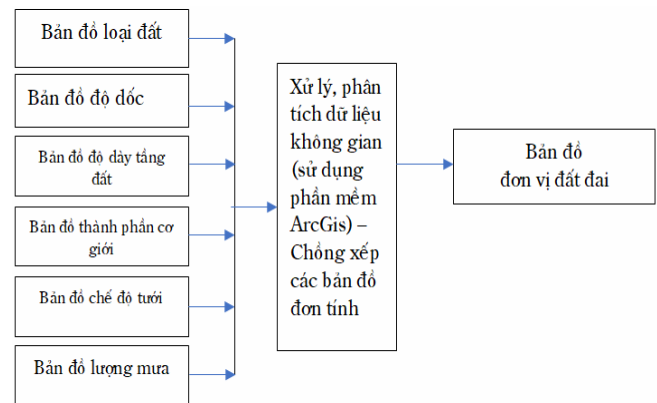 Bản đồ loại đất
Bản đồ độ dốc
Bản đồ độ dày tầng
đất
Bản đồ thành phần cơ
giới
Bản đồ chế độ tưới
Bản đồ lượng mưa
Xử lý, phân
tích dữ liệu
không gian
(sử dụng
phần mềm
ArcGis) –
Chồng xếp
các bản đồ
đơn tính
Bản đồ
đơn vị đất đai